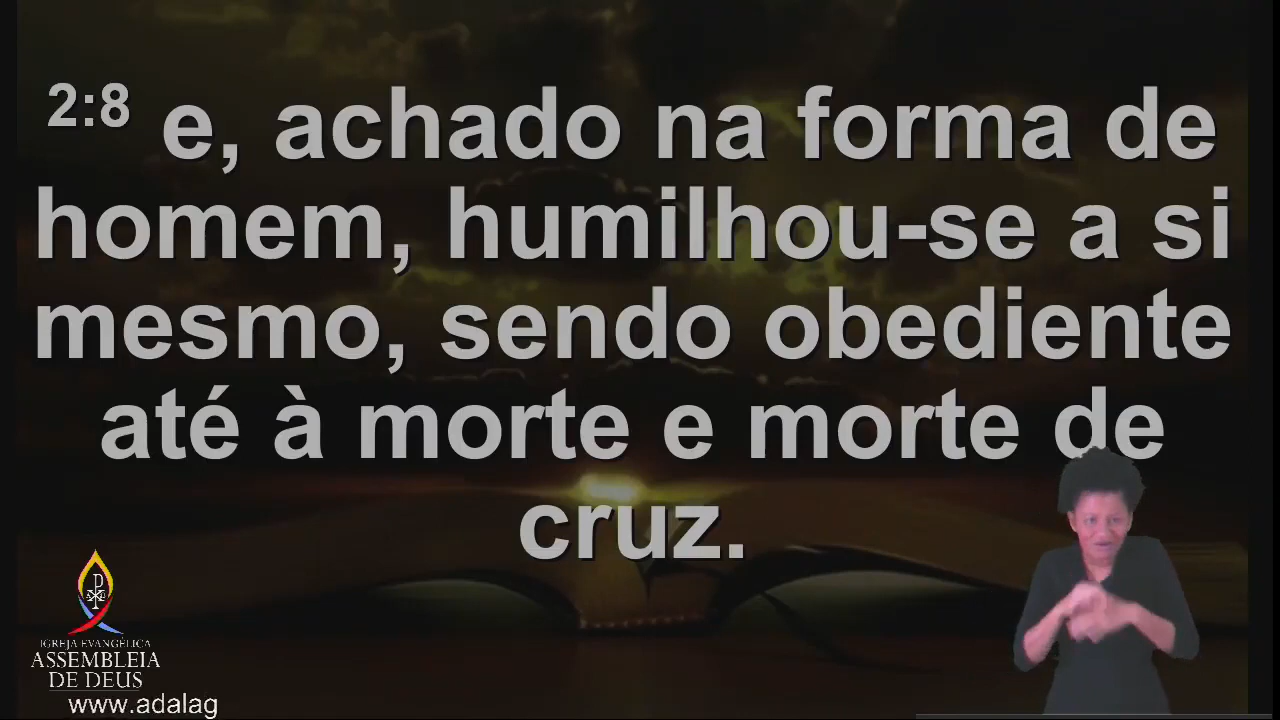 2:8 e, achado na forma de
homem, humilhou-se a si
mesmo, sendo obediente
até à morte e morte de
cruz.
IGREJA EVANGÉLICA
ASSEMBLEIA
DE DEUS
www.adalag